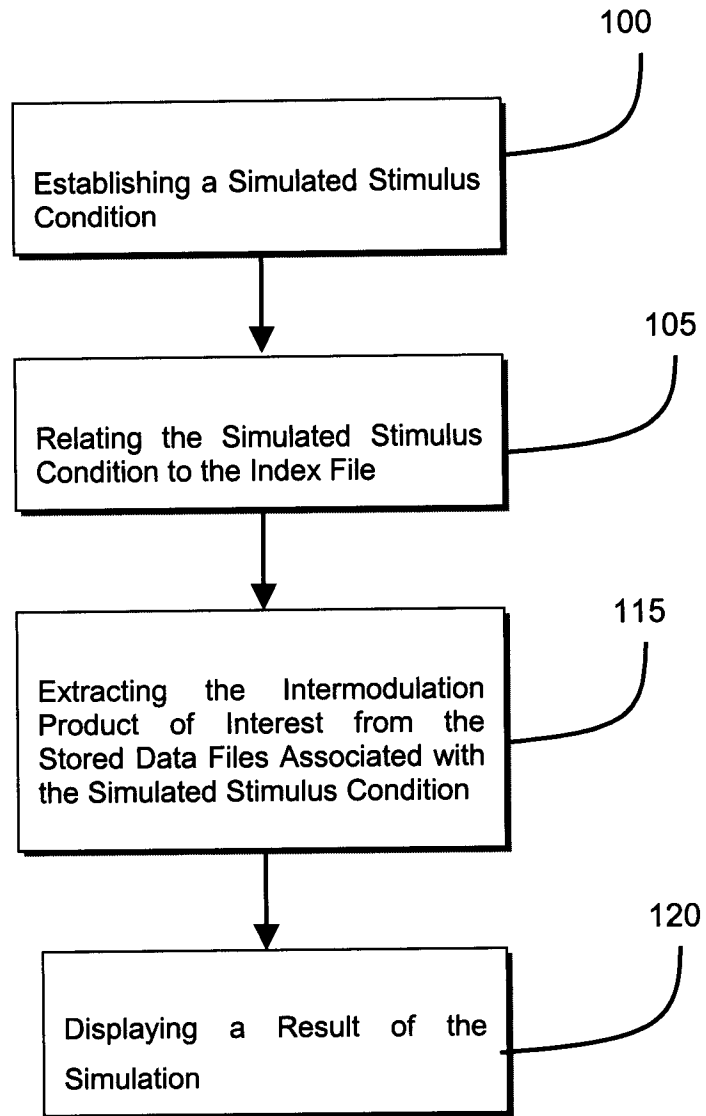 100
Establishing a Simulated Stimulus
Condition
105
Relating the Simulated Stimulus
Condition to the Index File
115
Extracting the Intermodulation
Product of Interest from the
Stored Data Files Associated with
the Simulated Stimulus Condition
120
Displaying a Result of the
Simulation